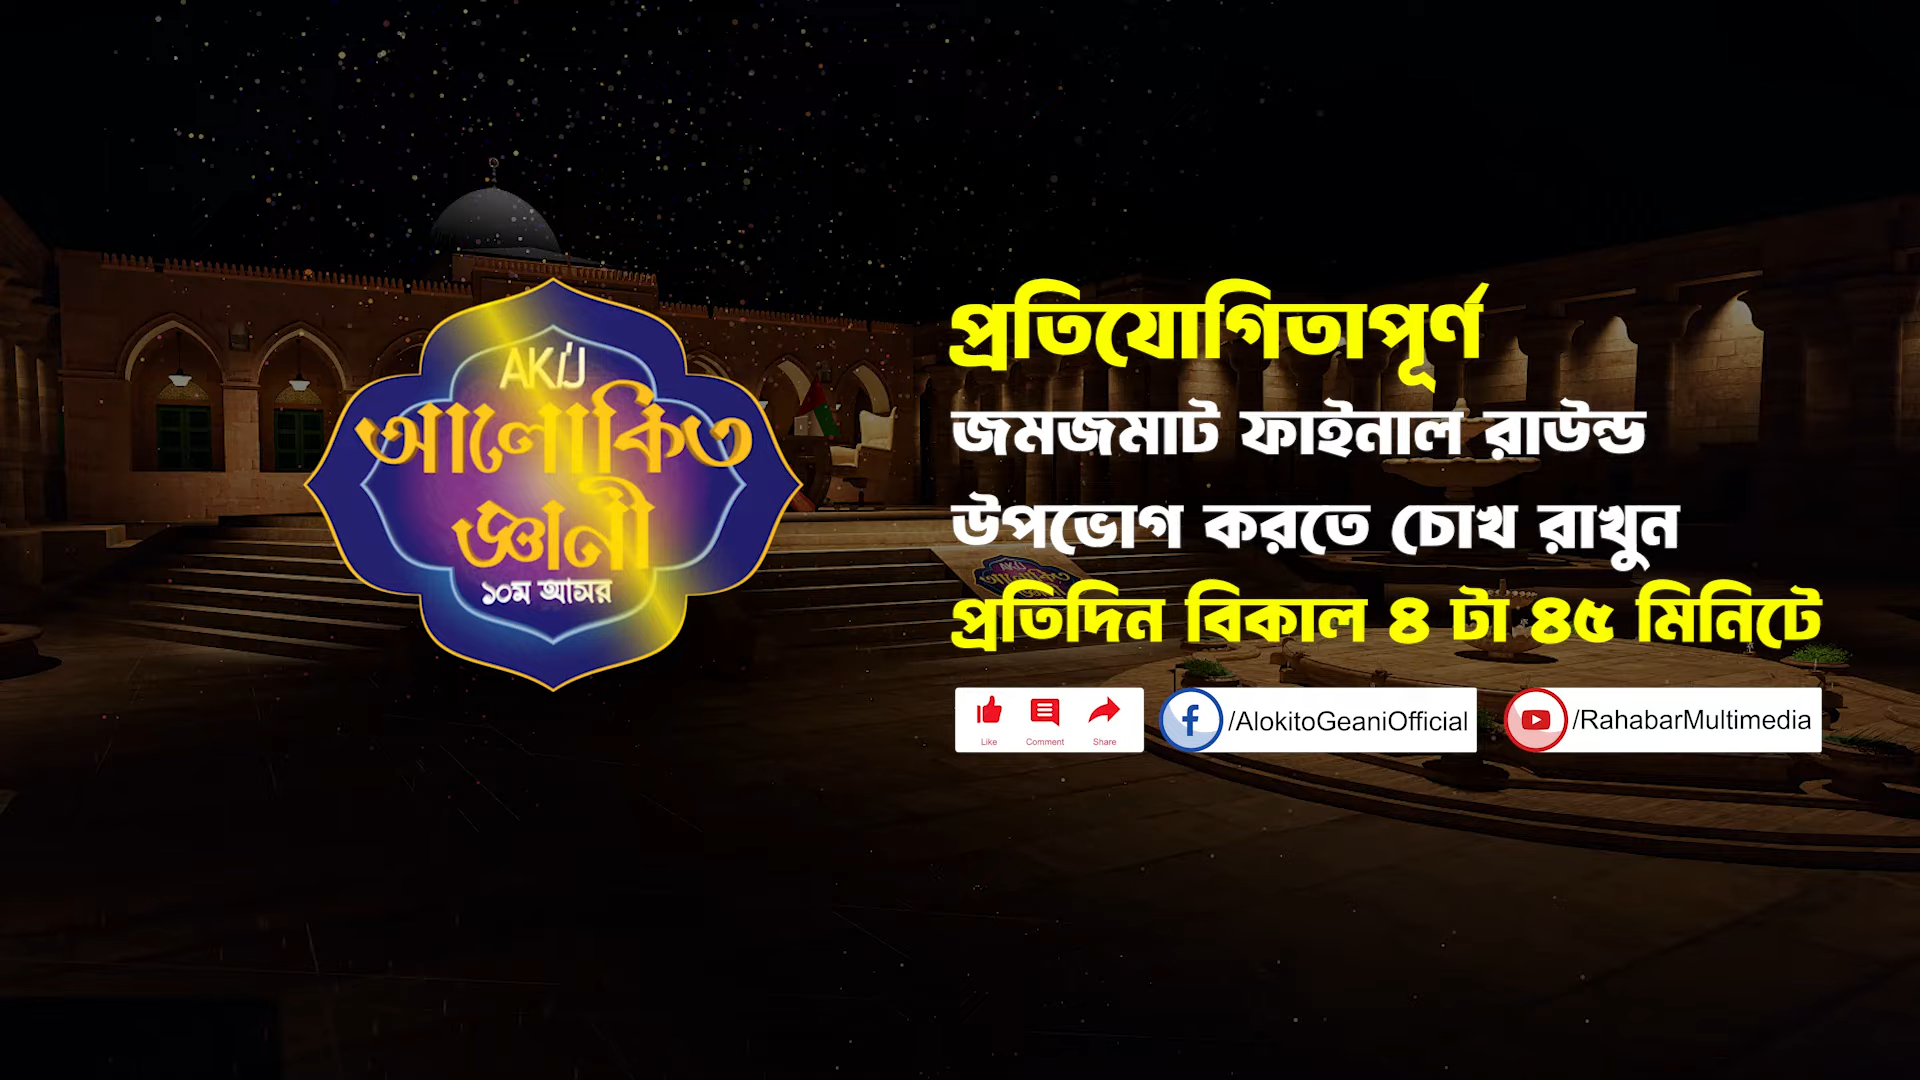 AKIJ
আলোকিত
জ্ঞানী
১০ম আসর
প্রতিযোগিতাপূর্ণ
জমজমাট ফাইনাল রাউন্ড
উপভোগ করতে চোখ রাখুন
প্রতিদিন বিকাল ৪ টা ৪৫ মিনিটে
Like Comment Share
/AlokitoGeaniOfficial
/RahabarMultimedia